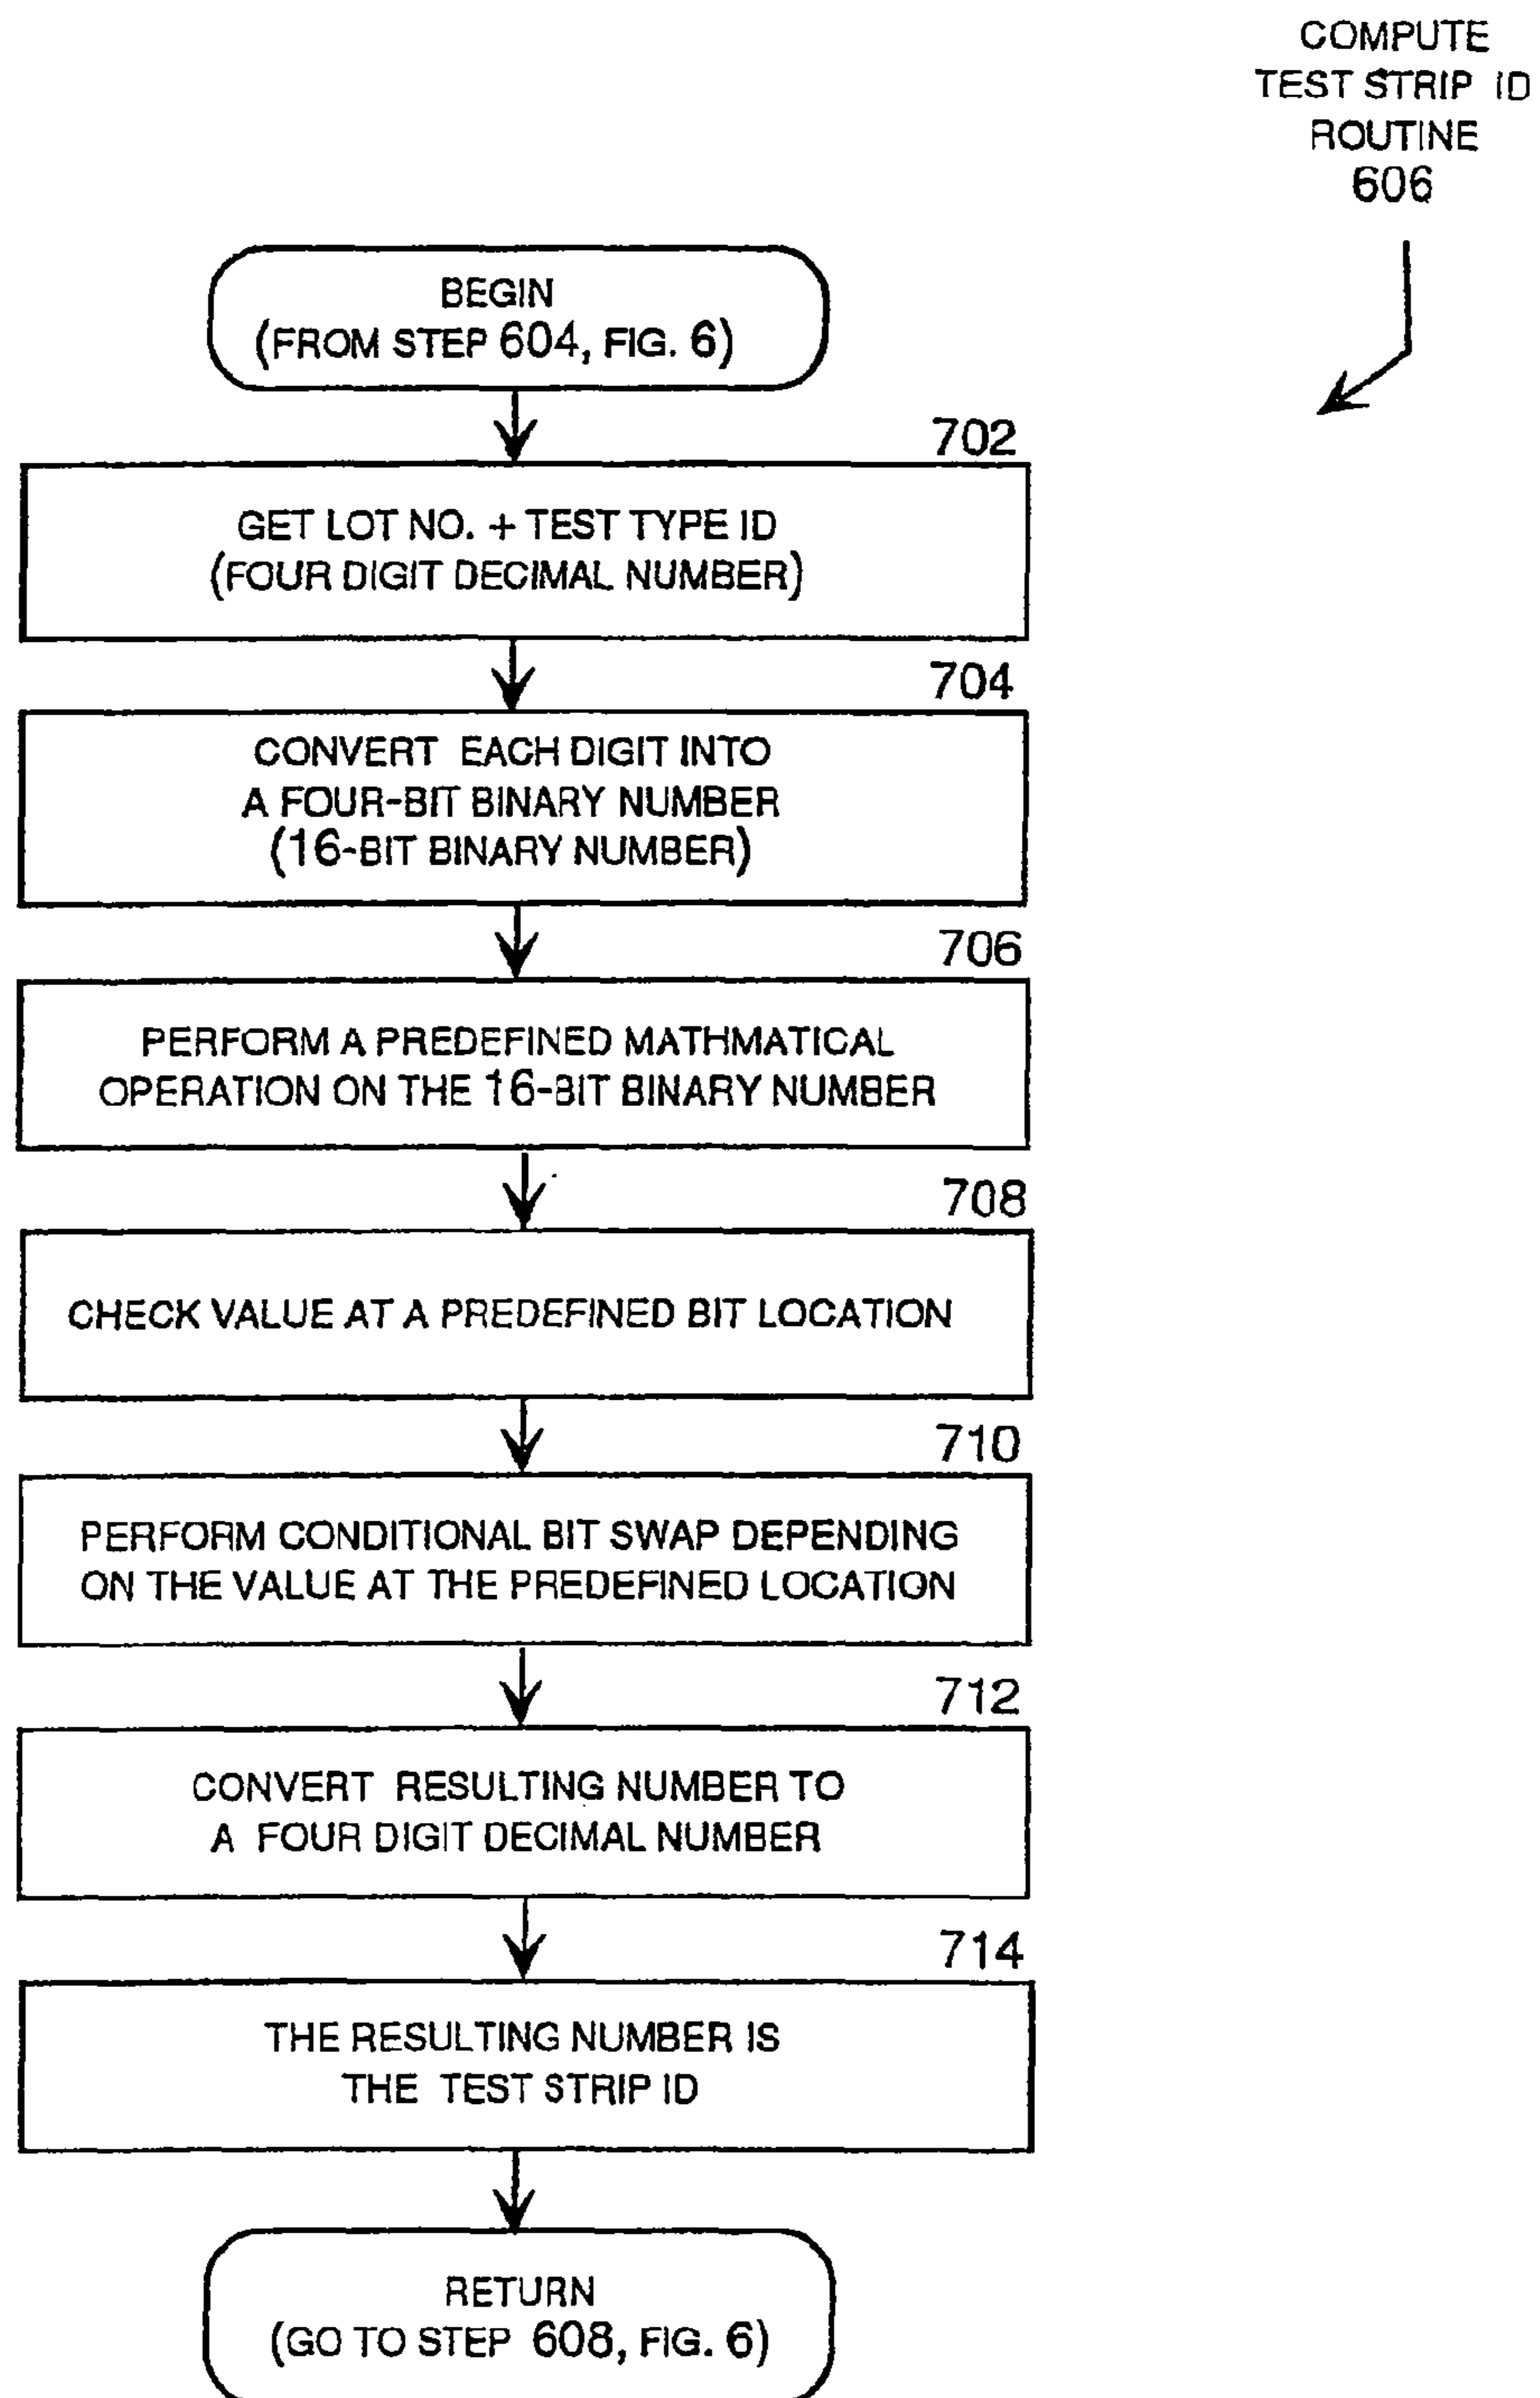 COMPUTE
TEST STRIP ID
ROUTINE
606
BEGIN
(FROM STEP 604, FIG. 6)
702
GET LOT NO. + TEST TYPE ID
(FOUR DIGIT DECIMAL NUMBER)
704
CONVERT EACH DIGIT INTO
A FOUR-BIT BINARY NUMBER
(16-BIT BINARY NUMBER)
706
PERFORM A PREDEFINED MATHMATICAL
OPERATION ON THE 16-BIT BINARY NUMBER
708
CHECK VALUE AT A PREDEFINED BIT LOCATION
710
PERFORM CONDITIONAL BIT SWAP DEPENDING
ON THE VALUE AT THE PREDEFINED LOCATION
712
CONVERT RESULTING NUMBER TO
A FOUR DIGIT DECIMAL NUMBER
714
THE RESULTING NUMBER IS
THE TEST STRIP ID
RETURN
(GO TO STEP 608, FIG. 6)